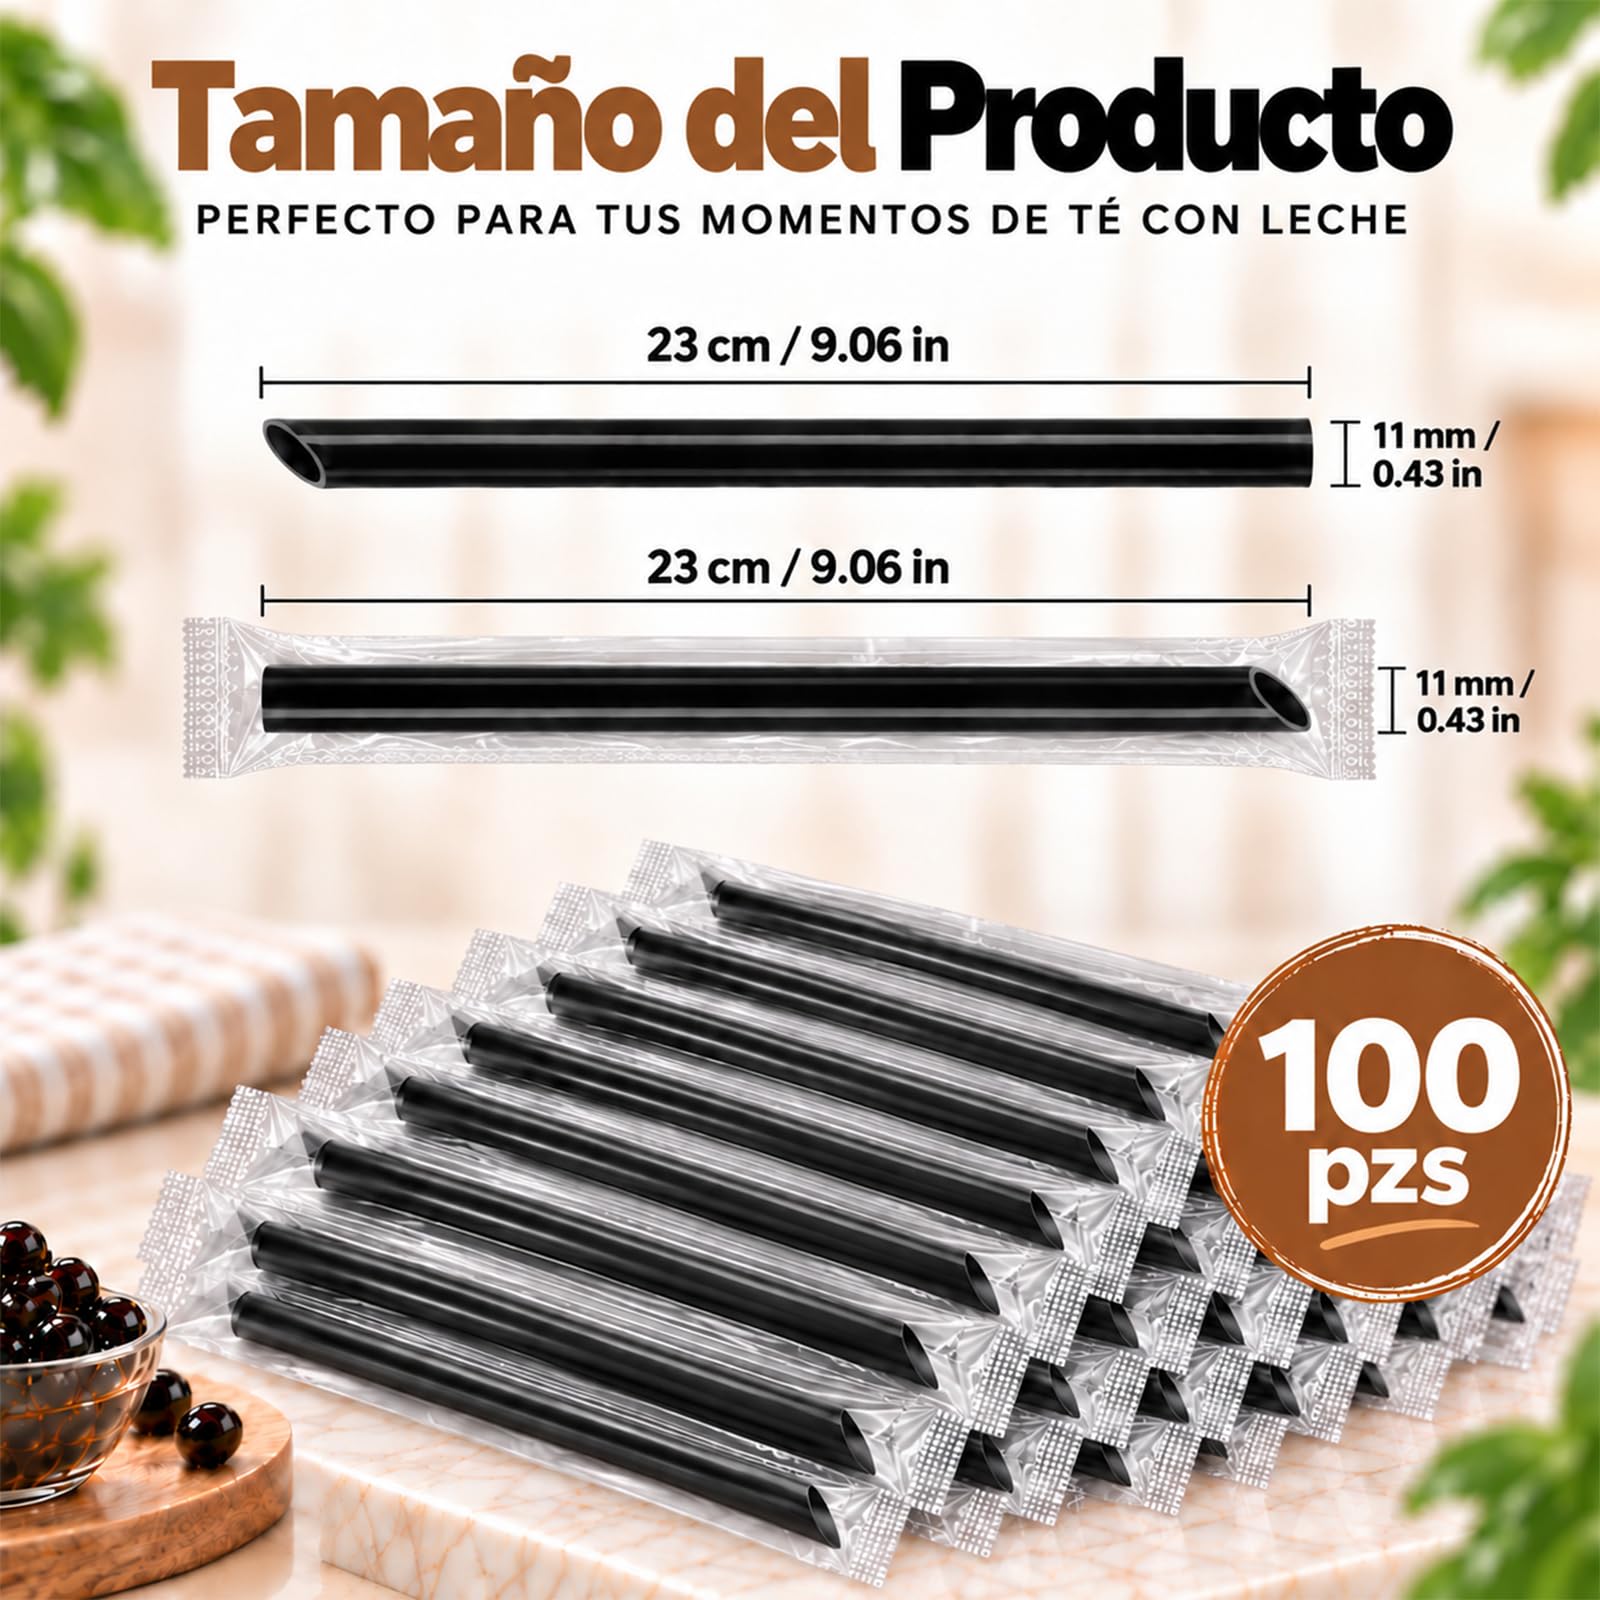 Tamaño del Producto
PERFECTO PARA TUS MOMENTOS DE TÉ CON LECHE
23 cm / 9.06 in
11 mm /
0.43 in
23 cm / 9.06 in
11 mm /
0.43 in
100
pzs